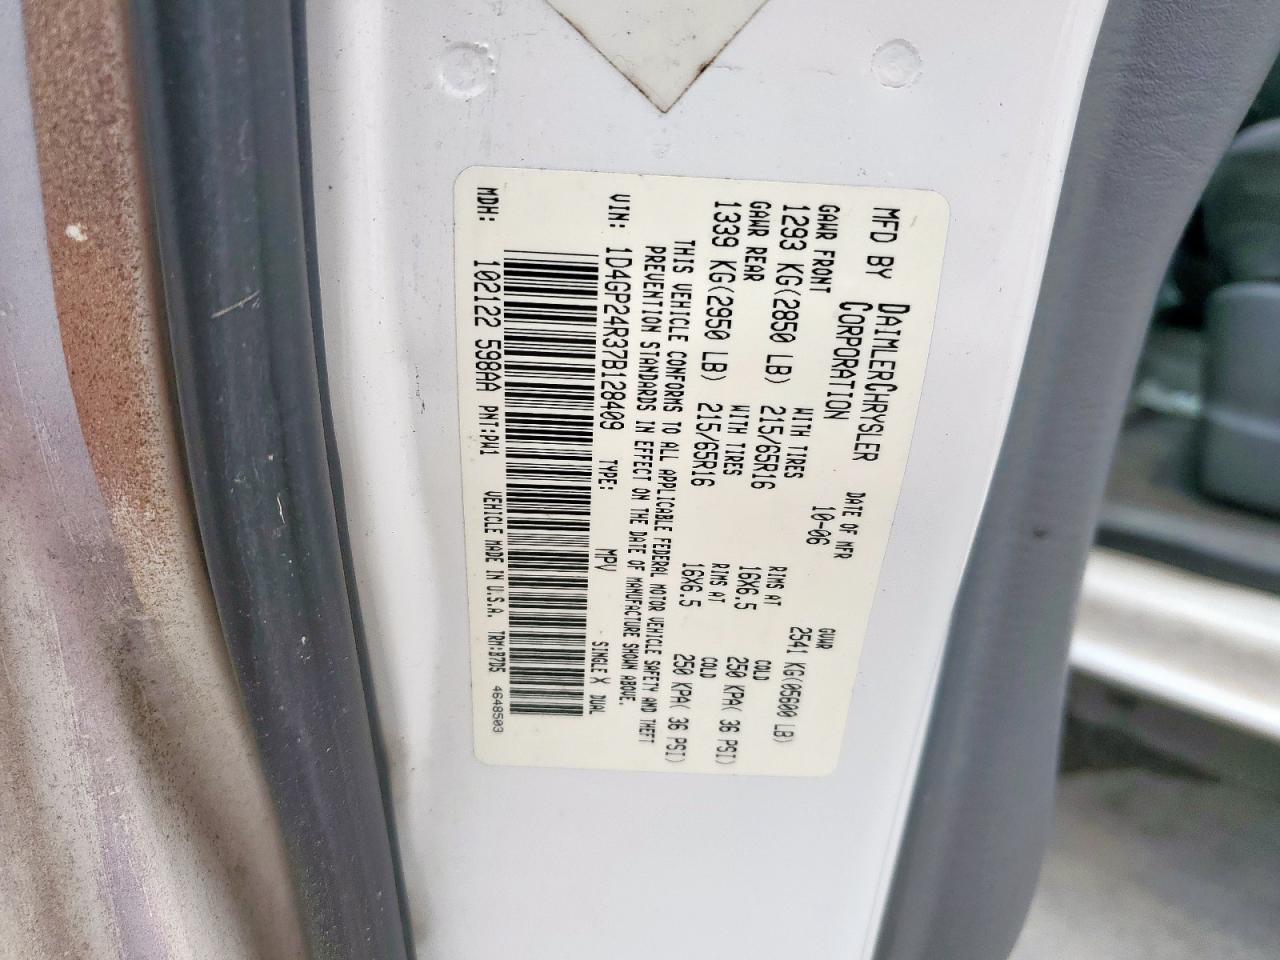 MFD BY DAIMLERCHRYSLER
CORPORATION
DATE OF MFR
10-06
GVWR
2541 KG(05600 LB)
GAWR FRONT WITH TIRES RIMS AT COLD
1293 KG(2850 LB) 215/65R16 16X6.5 250 KPA( 36 PSI)
GAWR REAR WITH TIRES RIMS AT COLD
1339 KG(2950 LB) 215/65R16 16X6.5 250 KPA( 36 PSI)
THIS VEHICLE CONFORMS TO ALL APPLICABLE FEDERAL MOTOR VEHICLE SAFETY AND THEFT
PREVENTION STANDARDS IN EFFECT ON THE DATE OF MANUFACTURE SHOWN ABOVE.
VIN: 1D4GP24R37B128409 TYPE: MPV SINGLE X DUAL
MDH: 102122 598AA PNT:PW1 VEHICLE MADE IN U.S.A. TRM:B7D5 4648503